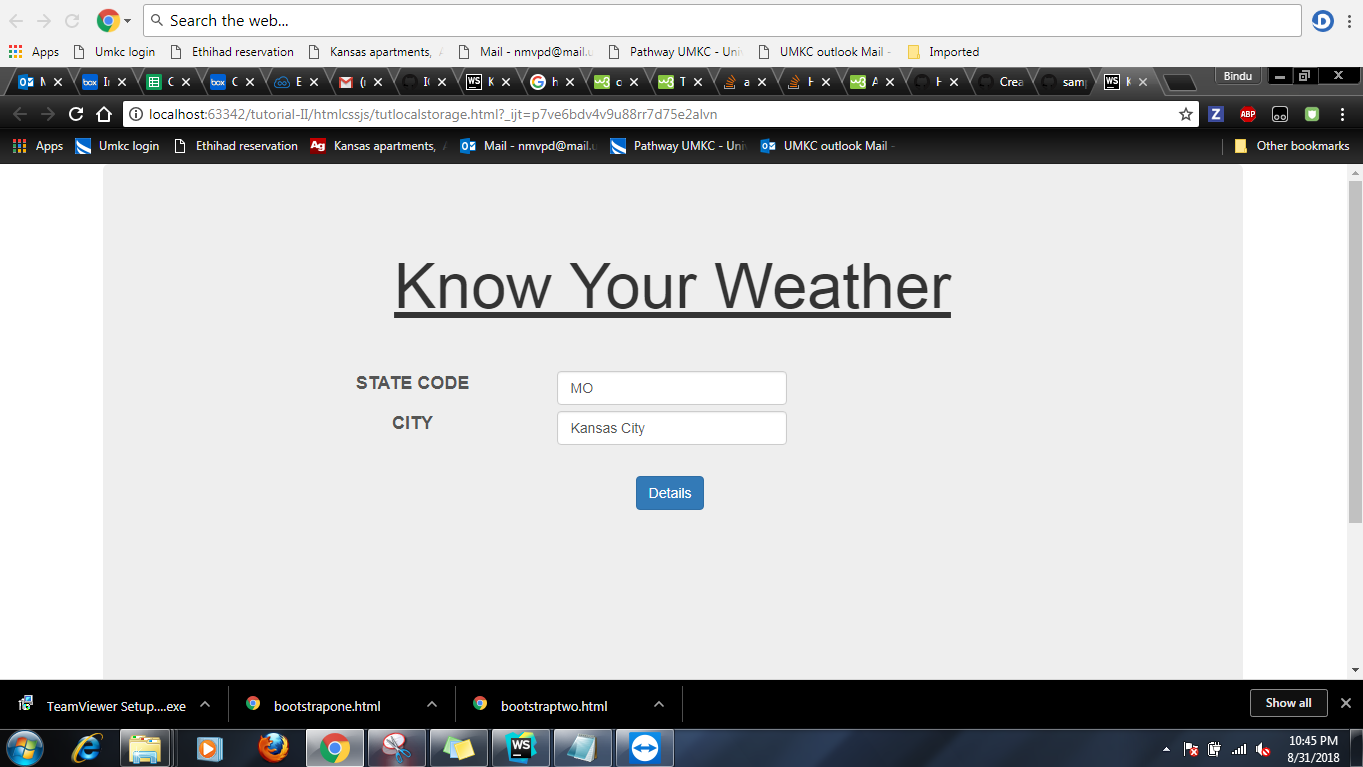 Search the web...
Apps Umkc login Ethihad reservation Kansas apartments, Mail - nmvpd@mail.u Pathway UMKC - Uni UMKC outlook Mail - Imported
Bindu
localhost:63342/tutorial-II/htmlcssjs/tutlocalstorage.html?_ijt=p7ve6bdv4v9u88rr7d75e2alvn
Apps Umkc login Ethihad reservation Kansas apartments, Mail - nmvpd@mail.u Pathway UMKC - Uni UMKC outlook Mail - Other bookmarks
Know Your Weather
STATE CODE MO
CITY Kansas City
Details
TeamViewer Setup....exe bootstrapone.html bootstraptwo.html Show all
10:45 PM
8/31/2018